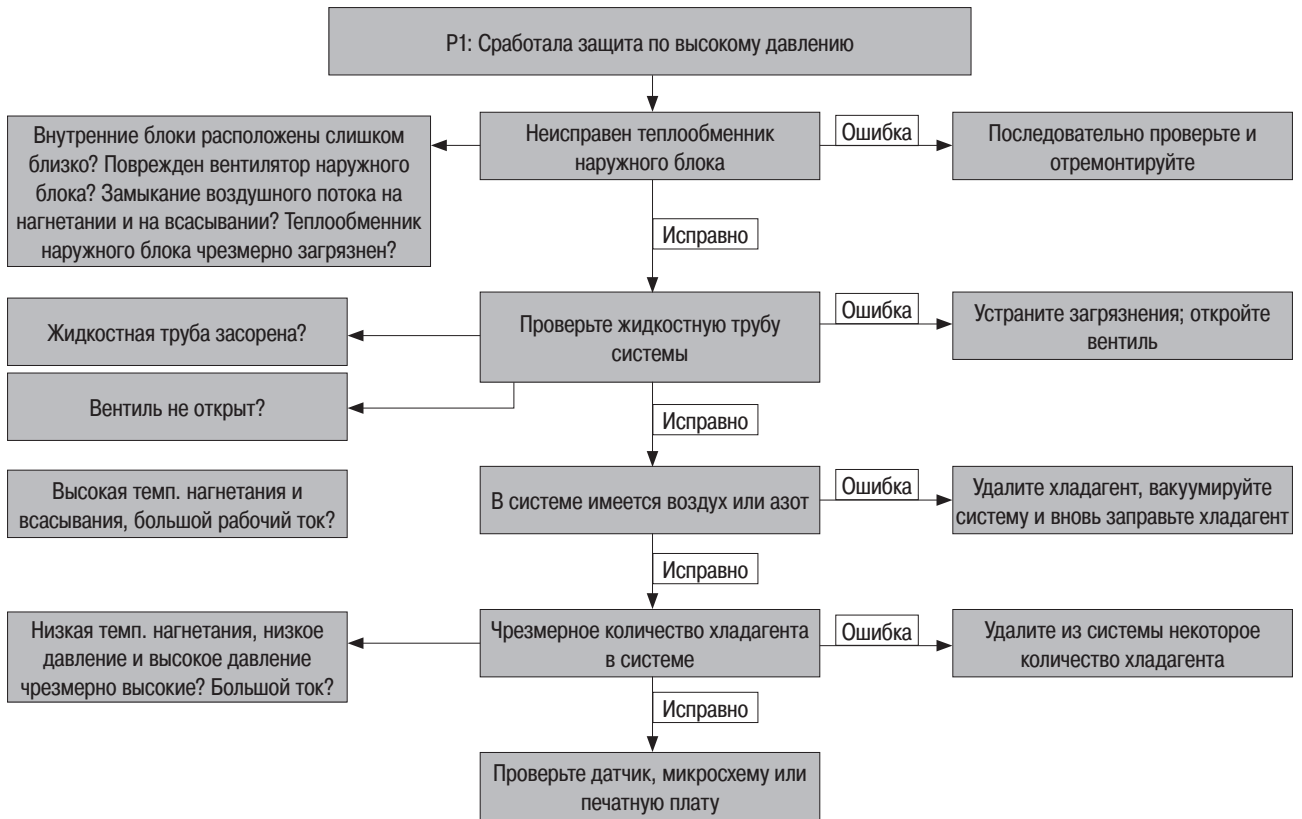 P1: Сработала защита по высокому давлению
Внутренние блоки расположены слишком
близко? Поврежден вентилятор наружного
блока? Замыкание воздушного потока на
нагнетании и на всасывании? Теплообменник
наружного блока чрезмерно загрязнен?
Неисправен теплообменник
наружного блока
Ошибка
Последовательно проверьте и
отремонтируйте
Исправно
Жидкостная труба засорена?
Проверьте жидкостную трубу
системы
Ошибка
Устраните загрязнения; откройте
вентиль
Вентиль не открыт?
Исправно
Высокая темп. нагнетания и
всасывания, большой рабочий ток?
В системе имеется воздух или азот
Ошибка
Удалите хладагент, вакуумируйте
систему и вновь заправьте хладагент
Исправно
Низкая темп. нагнетания, низкое
давление и высокое давление
чрезмерно высокие? Большой ток?
Чрезмерное количество хладагента
в системе
Ошибка
Удалите из системы некоторое
количество хладагента
Исправно
Проверьте датчик, микросхему или
печатную плату